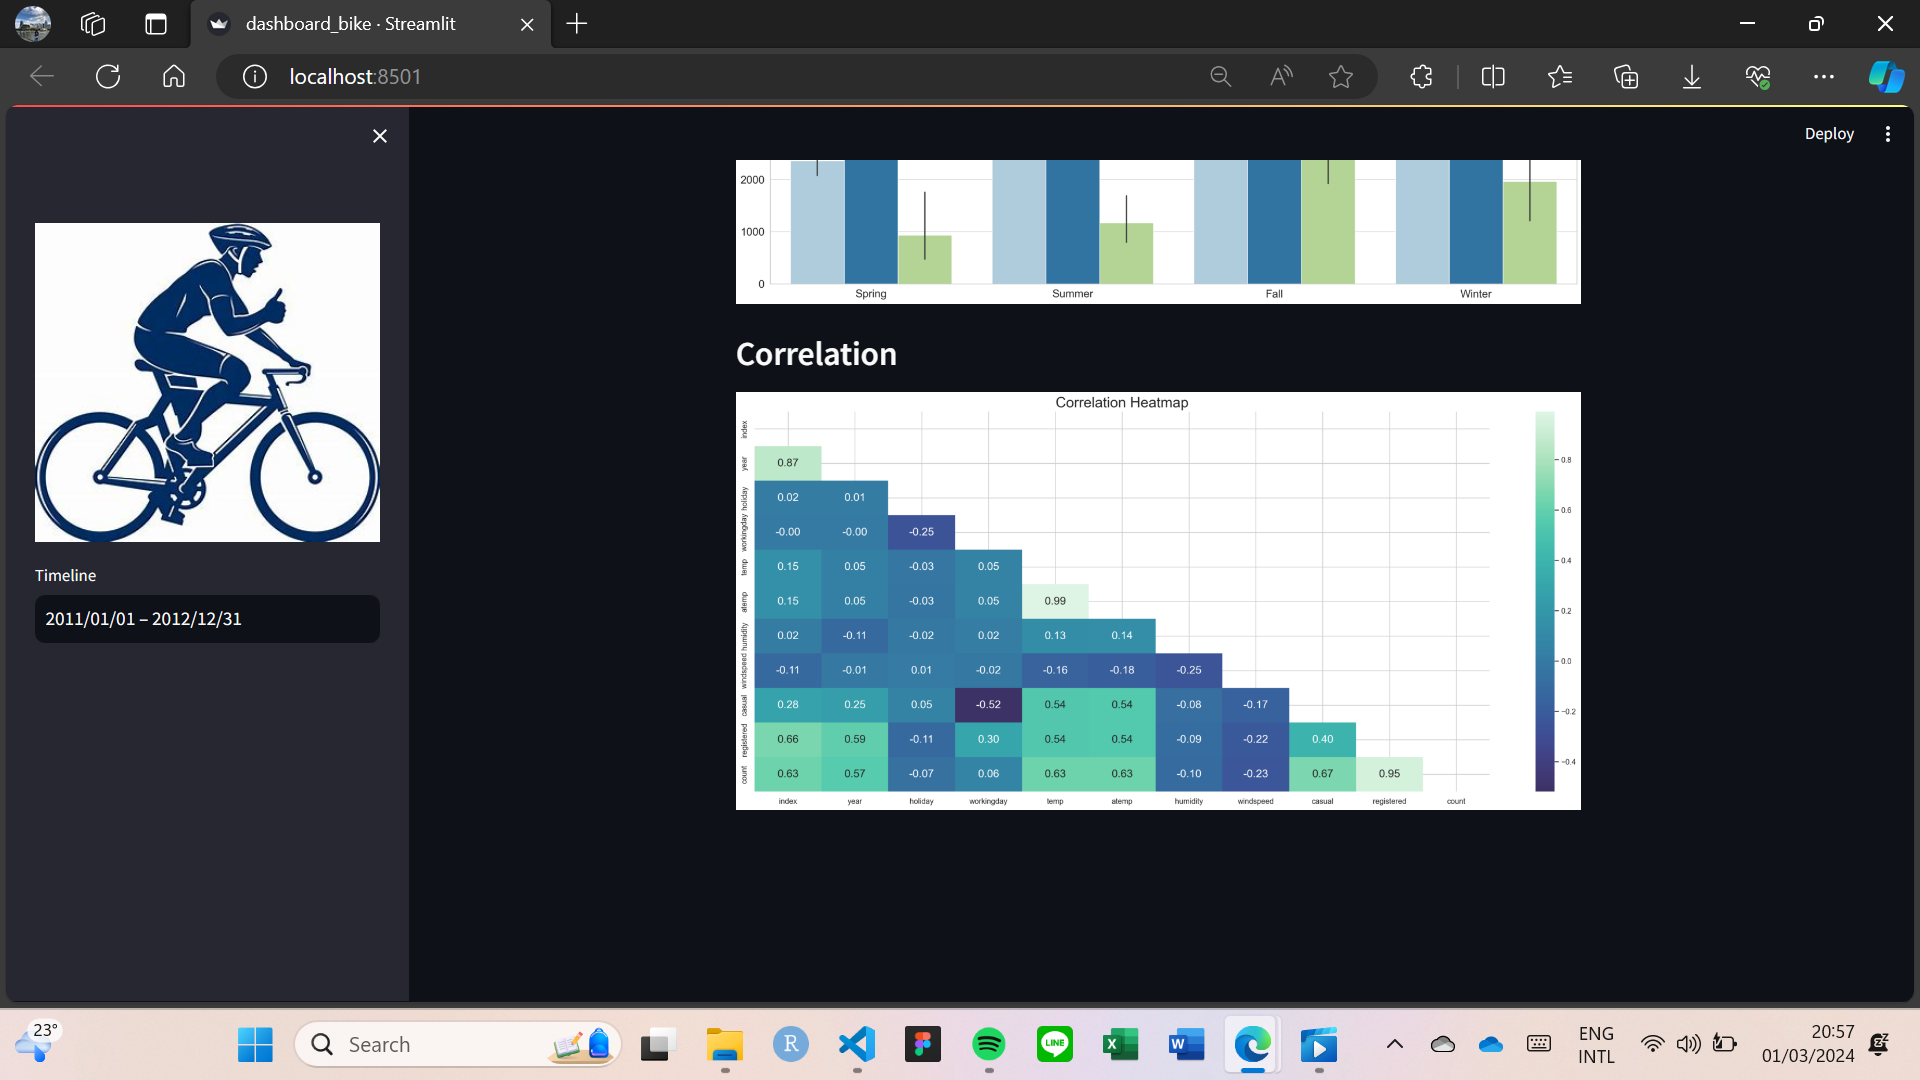 dashboard_bike · Streamlit
localhost:8501
Deploy
Timeline
2011/01/01 – 2012/12/31
2000
1000
0
Spring Summer Fall Winter
Correlation
Correlation Heatmap
index
year 0.87
holiday 0.02 0.01
workingday -0.00 -0.00 -0.25
temp 0.15 0.05 -0.03 0.05
atemp 0.15 0.05 -0.03 0.05 0.99
humidity 0.02 -0.11 -0.02 0.02 0.13 0.14
windspeed -0.11 -0.01 0.01 -0.02 -0.16 -0.18 -0.25
casual 0.28 0.25 0.05 -0.52 0.54 0.54 -0.08 -0.17
registered 0.66 0.59 -0.11 0.30 0.54 0.54 -0.09 -0.22 0.40
count 0.63 0.57 -0.07 0.06 0.63 0.63 -0.10 -0.23 0.67 0.95
index year holiday workingday temp atemp humidity windspeed casual registered count
0.8
0.6
0.4
0.2
0.0
-0.2
-0.4
23°
Search
R
LINE
X
W
ENG
INTL
20:57
01/03/2024